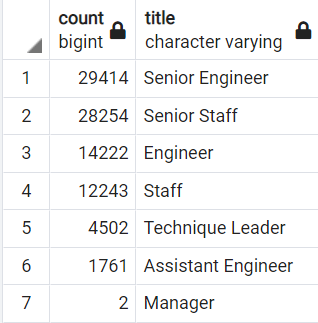 count title
bigint character varying
1 29414 Senior Engineer
2 28254 Senior Staff
3 14222 Engineer
4 12243 Staff
5 4502 Technique Leader
6 1761 Assistant Engineer
7 2 Manager